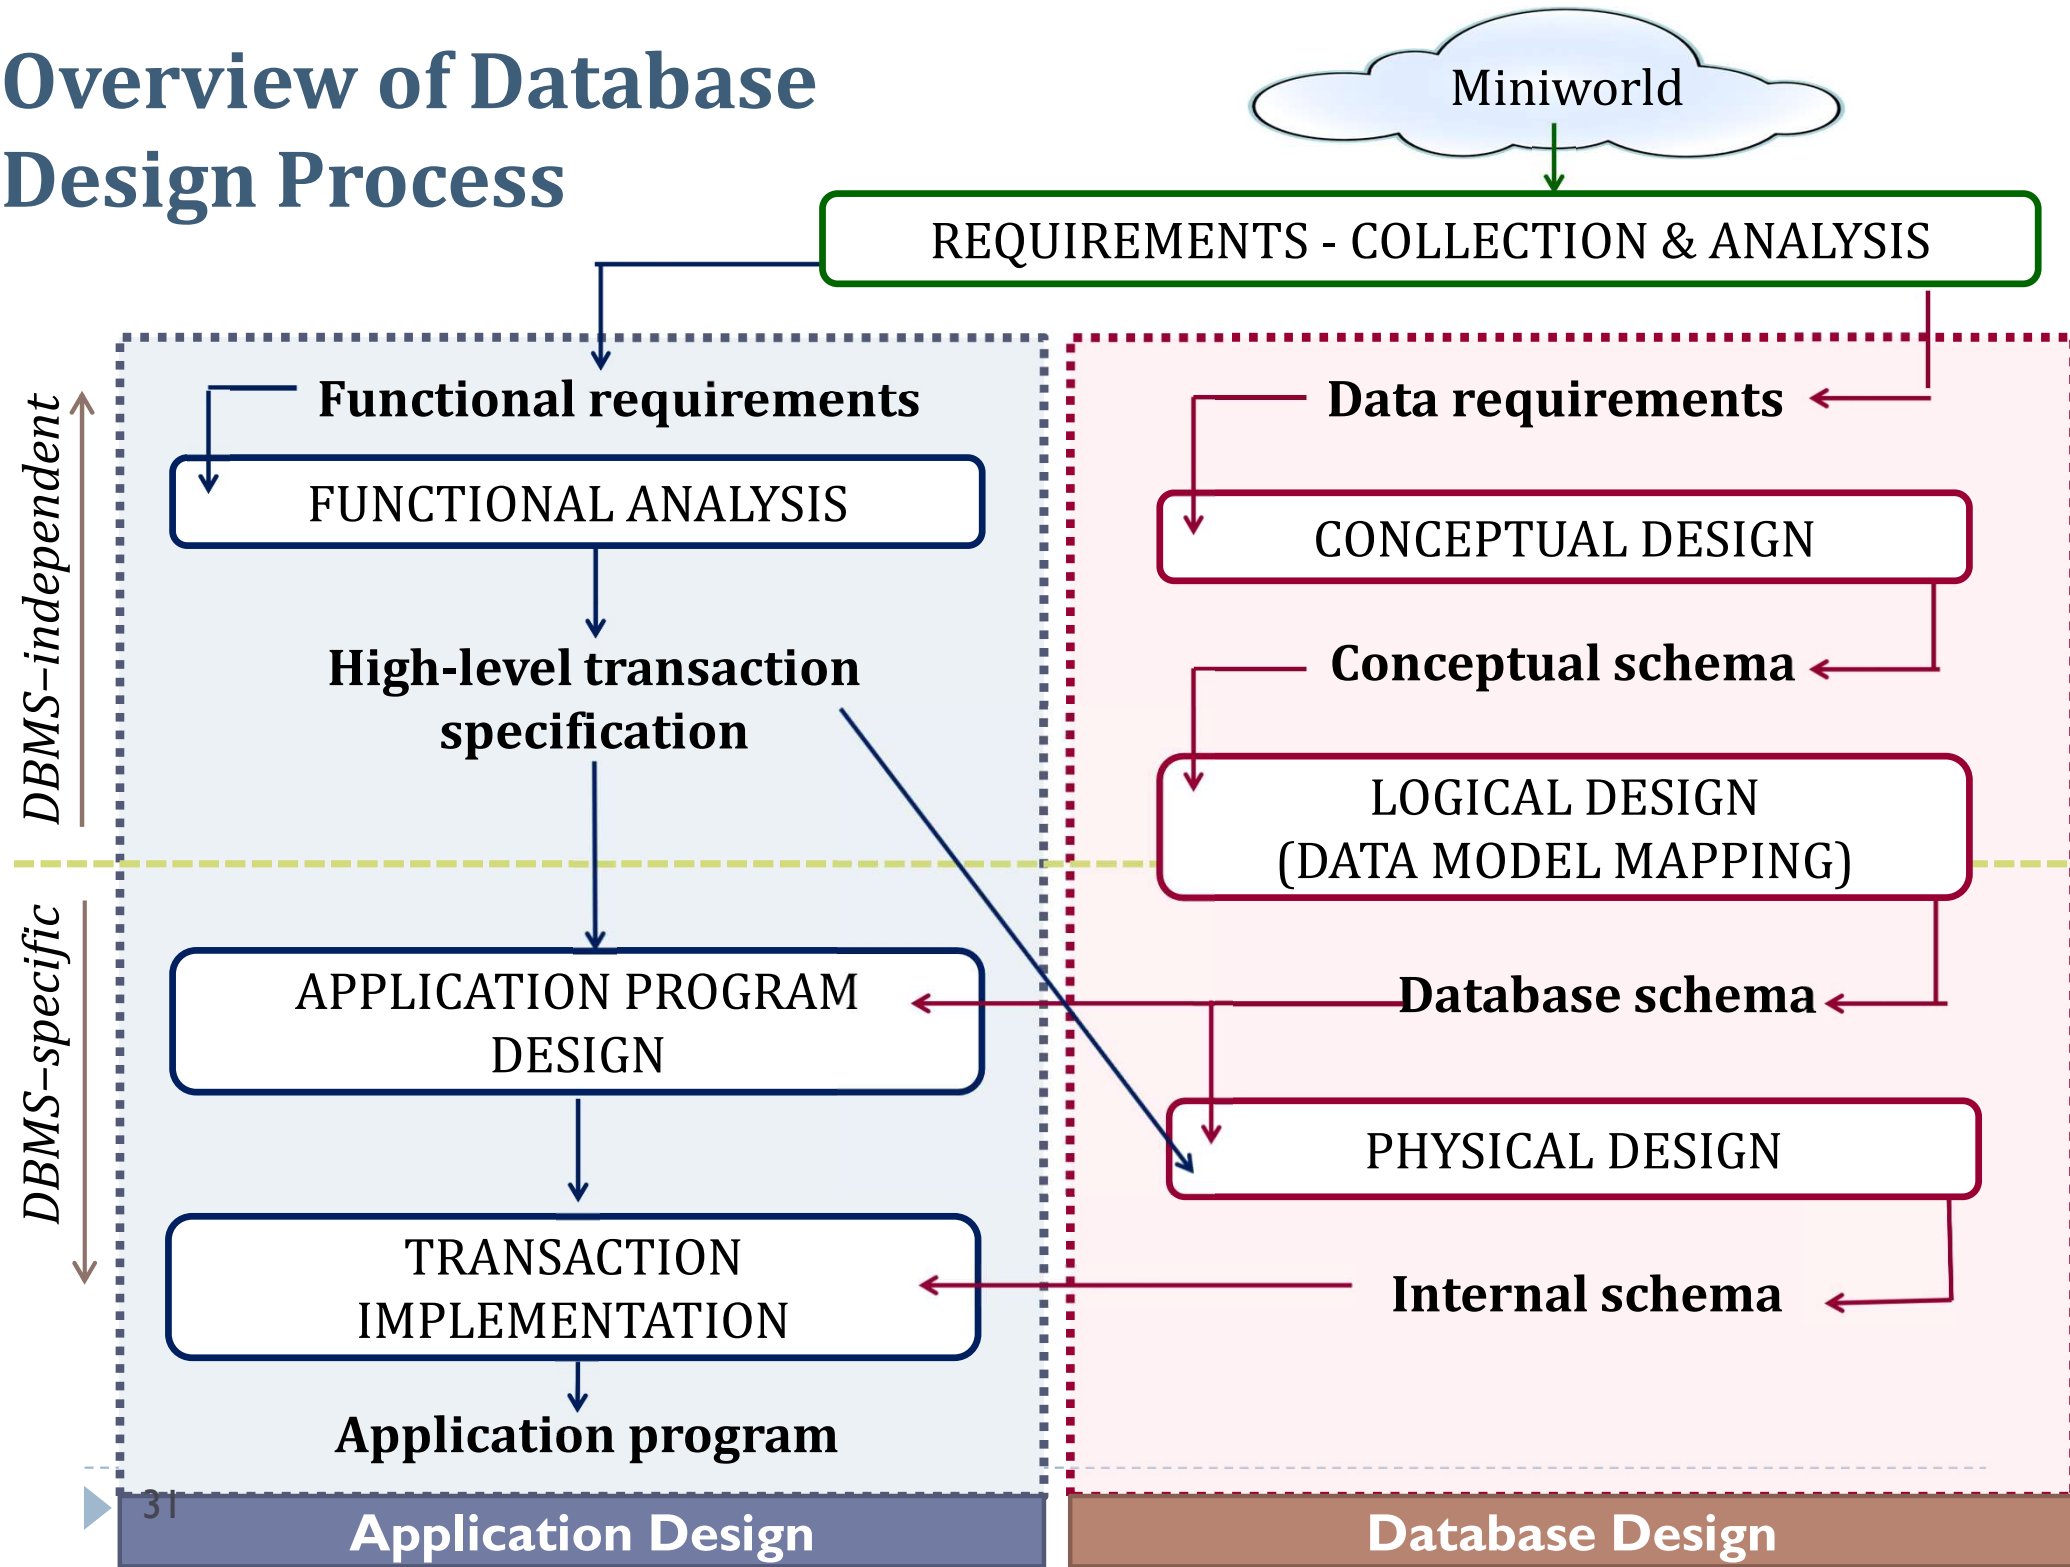 Overview of Database
Design Process
Miniworld
REQUIREMENTS - COLLECTION & ANALYSIS
DBMS–independent
Functional requirements
FUNCTIONAL ANALYSIS
High-level transaction
specification
DBMS–specific
APPLICATION PROGRAM
DESIGN
TRANSACTION
IMPLEMENTATION
Application program
Data requirements
CONCEPTUAL DESIGN
Conceptual schema
LOGICAL DESIGN
(DATA MODEL MAPPING)
Database schema
PHYSICAL DESIGN
Internal schema
31
Application Design
Database Design